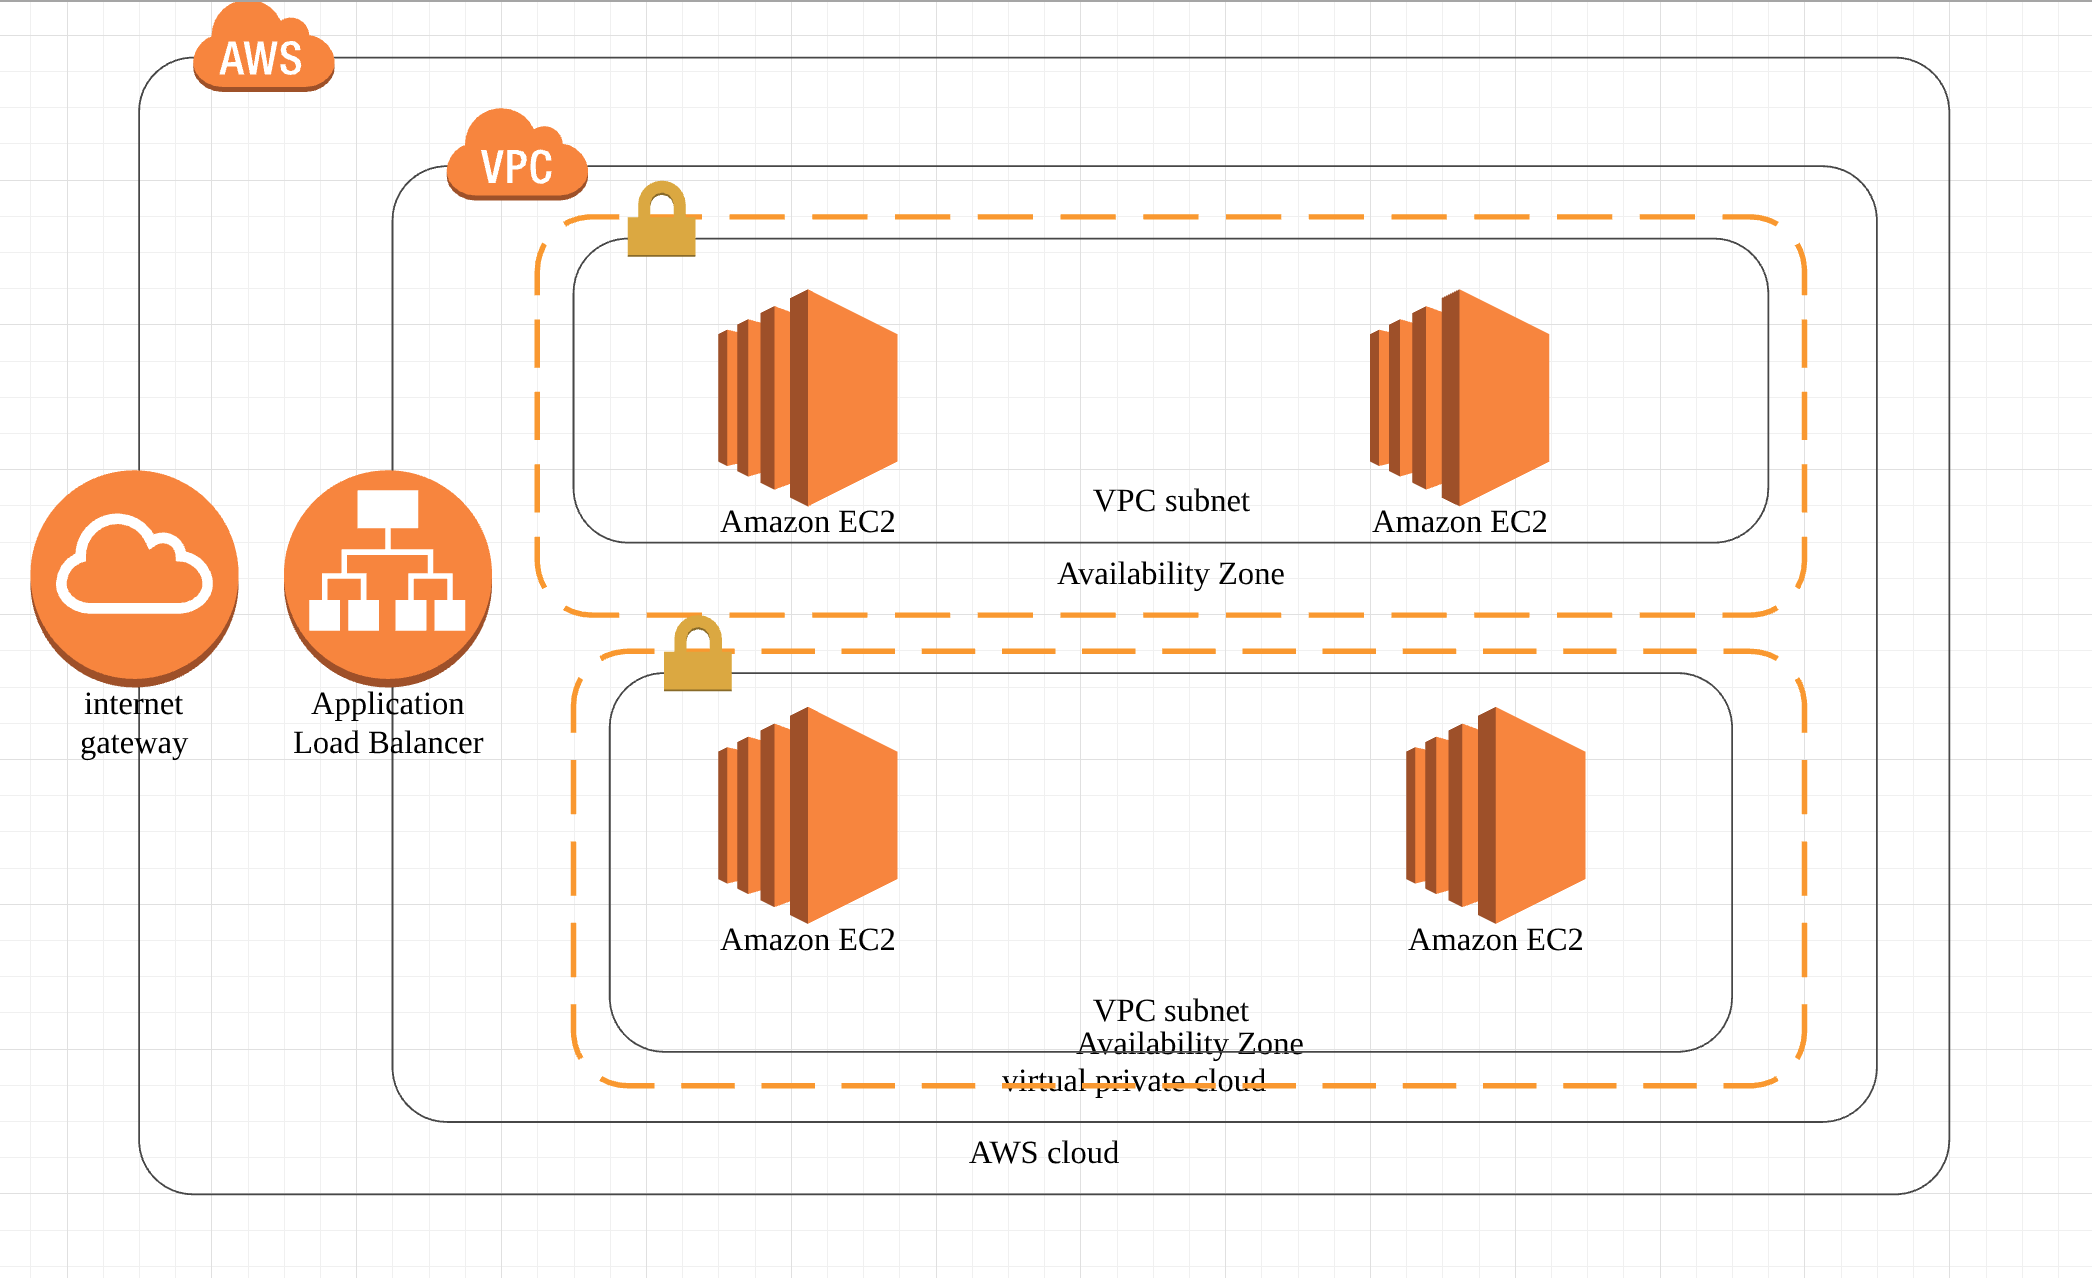 AWS
VPC
VPC subnet
Amazon EC2
Amazon EC2
Availability Zone
internet
gateway
Application
Load Balancer
Amazon EC2
Amazon EC2
VPC subnet
Availability Zone
virtual private cloud
AWS cloud